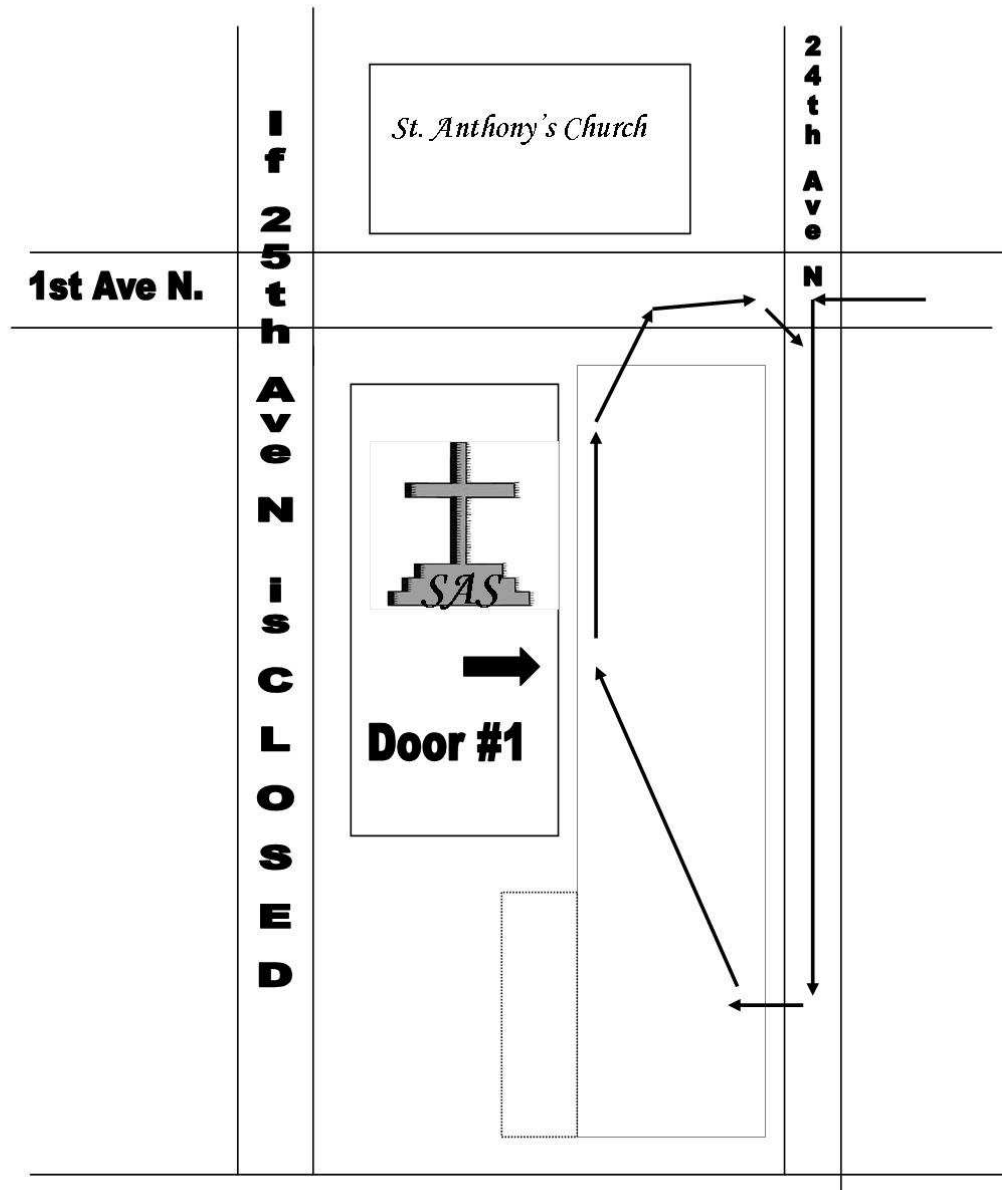 St. Anthony's Church
24th Ave N
1st Ave N.
If 25th Ave N is CLOSED
SAS
Door #1